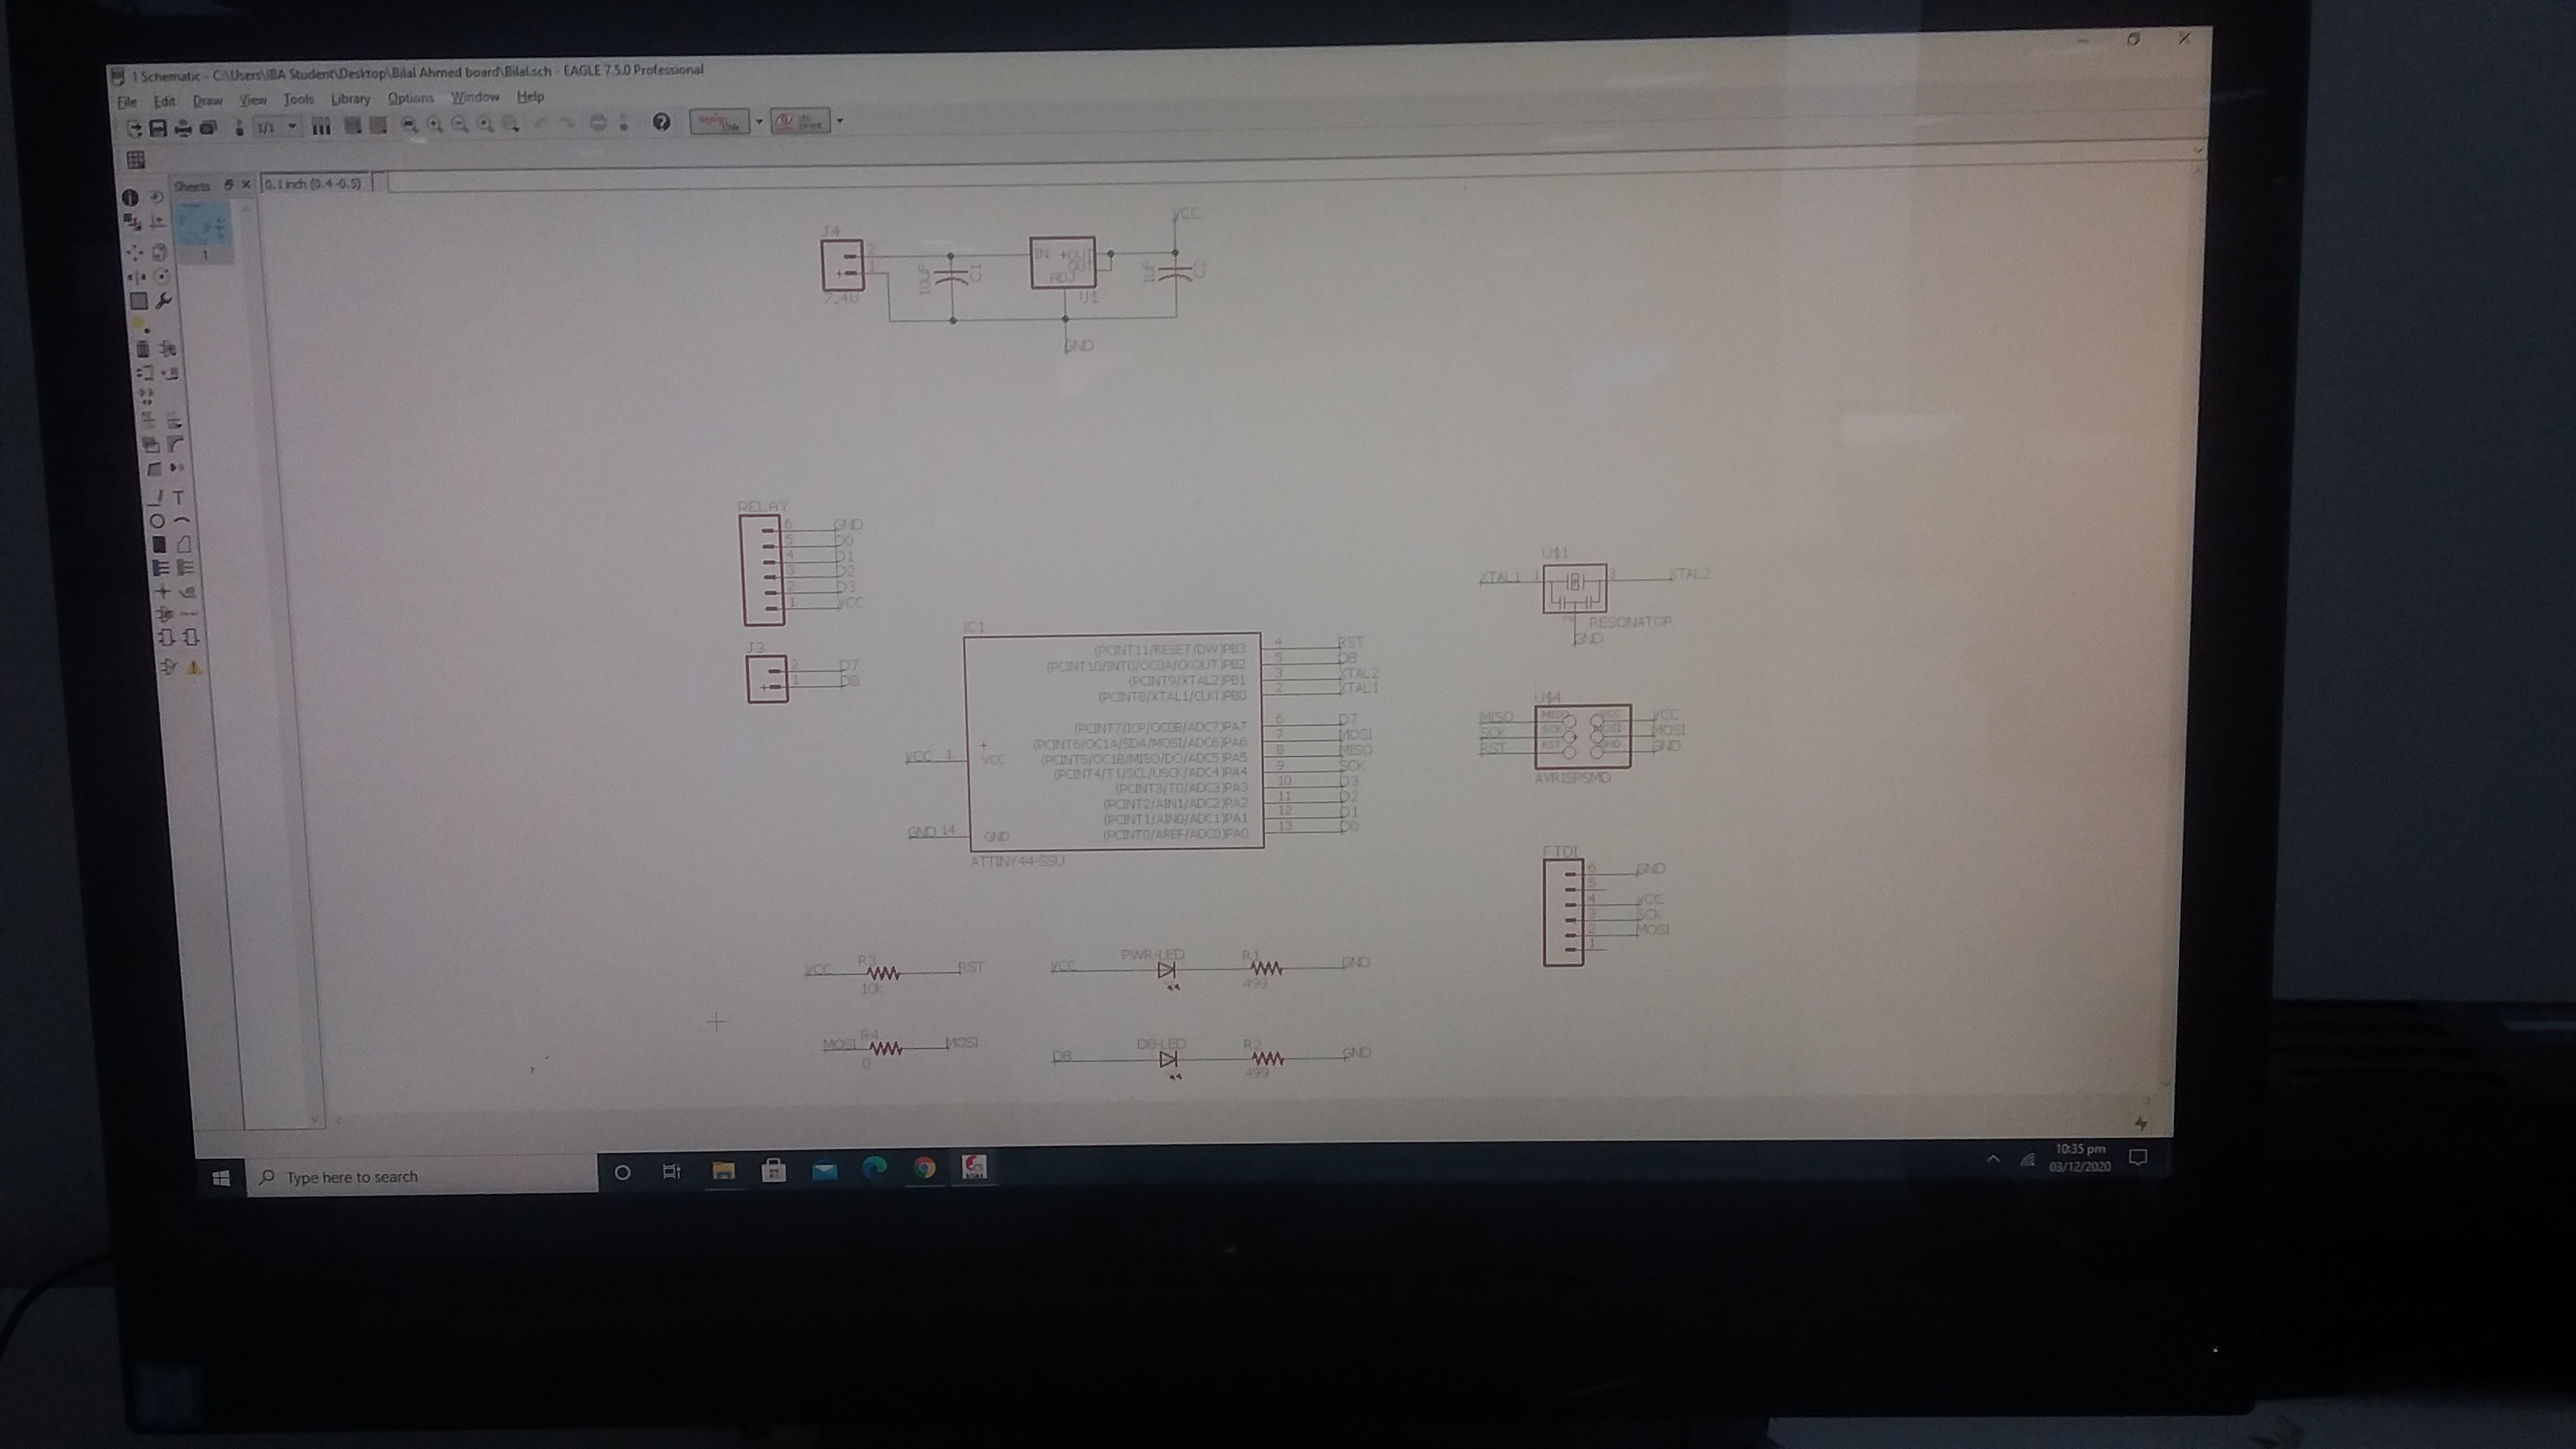 1 Schematic - C:\Users\IBA Student\Desktop\Bilal Ahmed board\Bilal.sch - EAGLE 7.5.0 Professional
File Edit Draw View Tools Library Options Window Help
1/1
Sheets
0.1 inch (0.4 -0.5)
1
J4
2
1
7.4V
10uF
C1
IN +OUT
OUT
ADJ
U1
VCC
1uF
GND
RELAY
6 GND
5 D0
4 D1
3 D2
2 D3
1 VCC
J3
2 D7
1 D8
IC1
(PCINT11/RESET/DW)PB3 4 RST
(PCINT10/INT0/OC0A/CKOUT)PB2 5 D8
(PCINT9/XTAL2)PB1 3 XTAL2
(PCINT8/XTAL1/CLKI)PB0 2 XTAL1
(PCINT7/ICP/OC0B/ADC7)PA7 6 D7
(PCINT6/OC1A/SDA/MOSI/ADC6)PA6 7 MOSI
(PCINT5/OC1B/MISO/DO/ADC5)PA5 8 MISO
(PCINT4/T1/SCL/USCK/ADC4)PA4 9 SCK
(PCINT3/T0/ADC3)PA3 10 D3
(PCINT2/AIN1/ADC2)PA2 11 D2
(PCINT1/AIN0/ADC1)PA1 12 D1
(PCINT0/AREF/ADC0)PA0 13 D0
VCC 1 VCC
GND 14 GND
ATTINY44-SSU
U$1
XTAL1 1 3 XTAL2
2 RESONATOR
GND
U$4
MISO MISO VCC VCC
SCK SCK MOSI MOSI
RST RST GND GND
AVRISPSMD
FTDI
6 GND
5
4 VCC
3 SCK
2 MOSI
1
VCC R3 RST
10k
VCC PWR-LED R1 GND
499
MOSI R4 MOSI
0
D8 D8-LED R2 GND
499
Type here to search
10:35 pm
03/12/2020